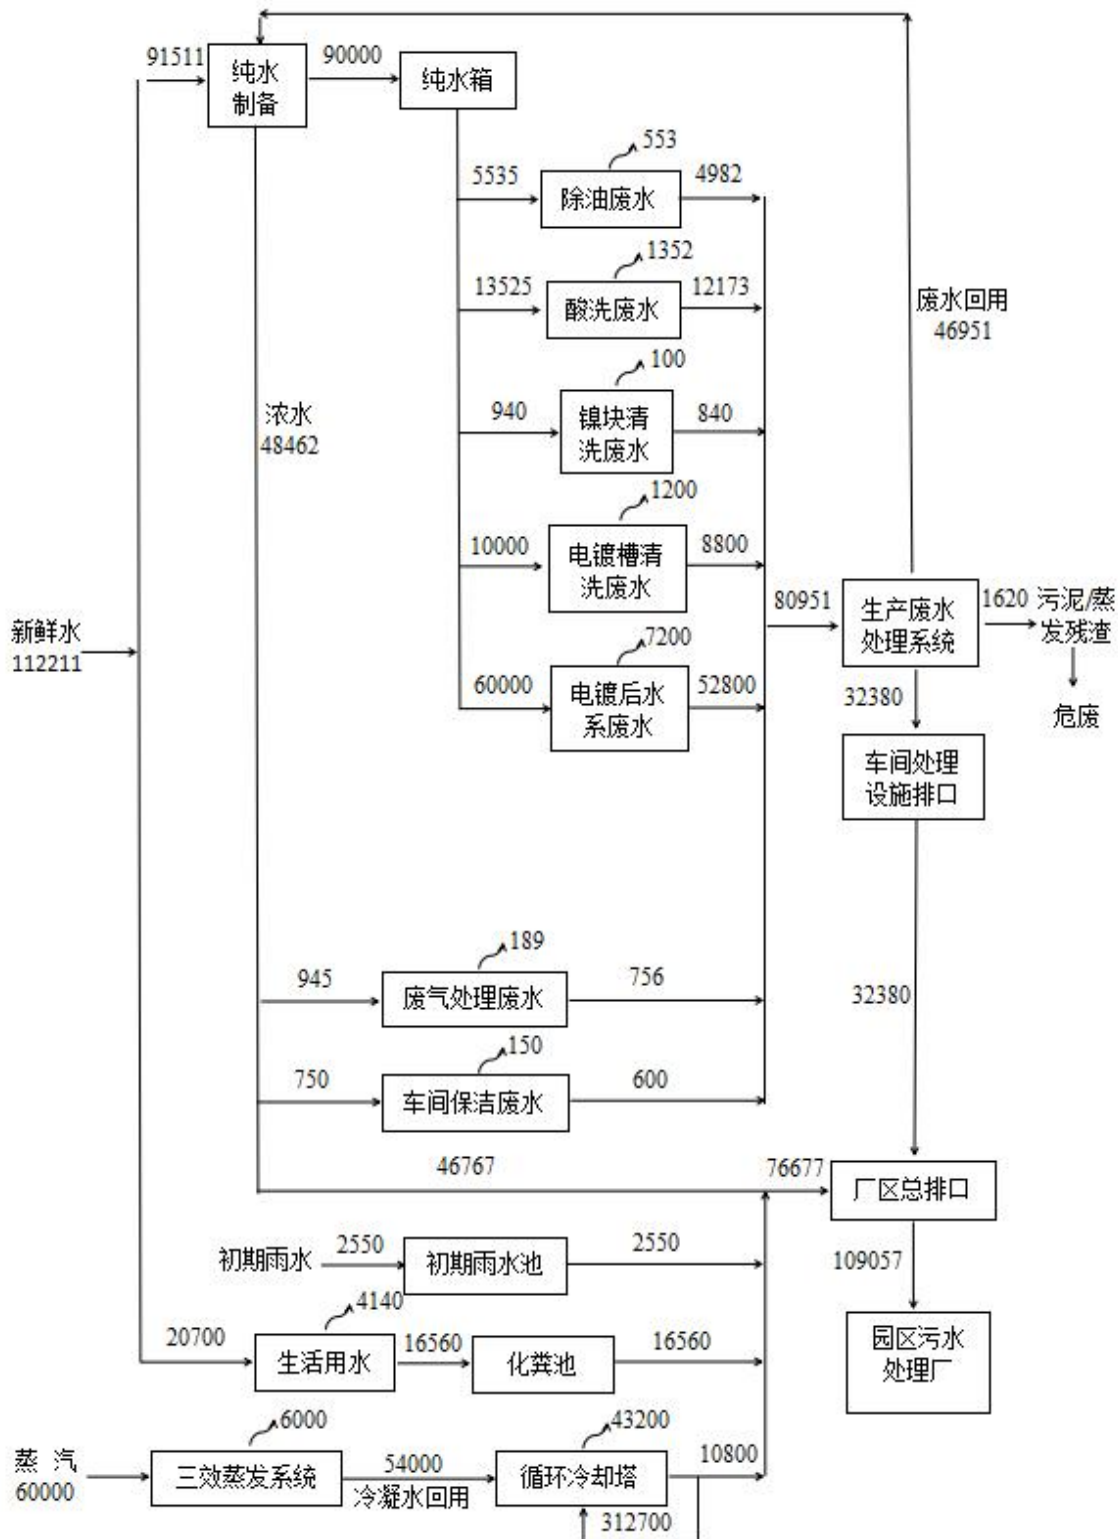 91511
纯水
制备
90000
纯水箱
553
5535
除油废水
4982
1352
13525
酸洗废水
12173
废水回用
46951
100
浓水
48462
940
镍块清
洗废水
840
1200
10000
电镀槽清
洗废水
8800
新鲜水
112211
80951
生产废水
处理系统
1620
污泥/蒸
发残渣
7200
60000
电镀后水
系废水
52800
32380
危废
车间处理
设施排口
189
945
废气处理废水
756
32380
150
750
车间保洁废水
600
46767
76677
厂区总排口
初期雨水
2550
初期雨水池
2550
109057
4140
20700
生活用水
16560
化粪池
16560
园区污水
处理厂
6000
43200
蒸 汽
60000
三效蒸发系统
54000
冷凝水回用
循环冷却塔
10800
312700